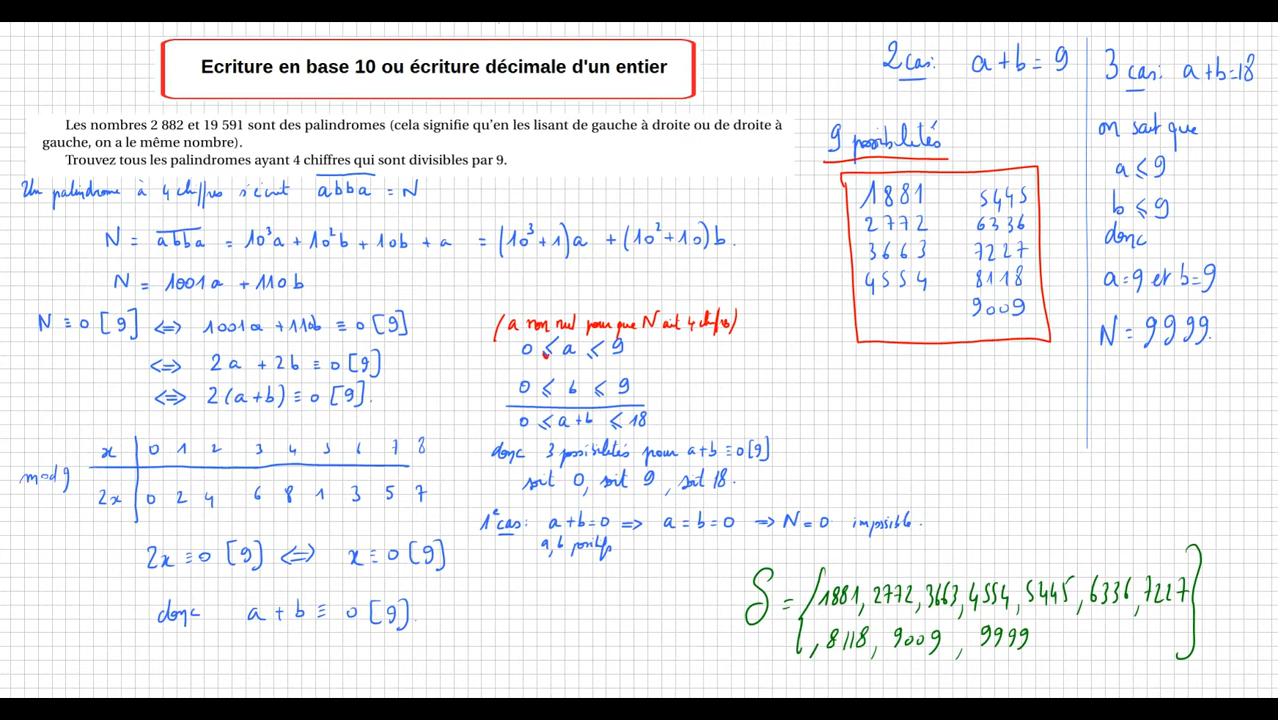 Ecriture en base 10 ou écriture décimale d'un entier
Les nombres 2 882 et 19 591 sont des palindromes (cela signifie qu'en les lisant de gauche à droite ou de droite à
gauche, on a le même nombre).
Trouvez tous les palindromes ayant 4 chiffres qui sont divisibles par 9.
Un palindrome à 4 chiffres s'écrit abba = N
N = abba = 10³a + 10²b + 10b + a = (10³+1)a + (10²+10)b.
N = 1001a + 110b
N ≡ 0 [9] <=> 1001a + 110b ≡ 0 [9]
<=> 2a + 2b ≡ 0 [9]
<=> 2(a+b) ≡ 0 [9].
mod 9
x 0 1 2 3 4 5 6 7 8
2x 0 2 4 6 8 1 3 5 7
2x ≡ 0 [9] <=> x ≡ 0 [9]
donc a + b ≡ 0 [9].
(a non nul pour que N ait 4 chiffres)
0 ⩽ a ⩽ 9
0 ⩽ b ⩽ 9
0 ⩽ a+b ⩽ 18
donc 3 possibilités pour a+b ≡ 0 [9]
soit 0, soit 9, soit 18.
1e cas: a+b=0 => a = b = 0 => N = 0 impossible.
a, b positifs
2 cas: a+b = 9
9 possibilités
1881 5445
2772 6336
3663 7227
4554 8118
9009
3 cas: a+b=18
on sait que
a ⩽ 9
b ⩽ 9
donc
a=9 et b=9
N = 9999.
S = {1881, 2772, 3663, 4554, 5445, 6336, 7227
, 8118, 9009, 9999}